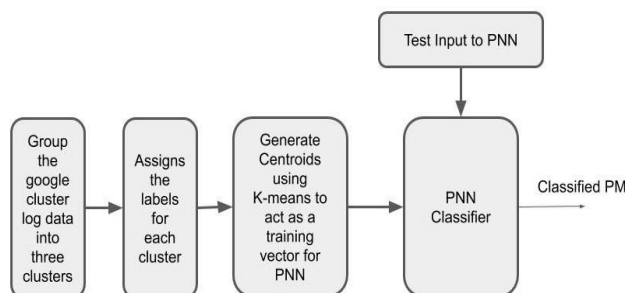 Test Input to PNN
Group
the
google
cluster
log data
into
three
clusters
Assigns
the
labels
for
each
cluster
Generate
Centroids
using
K-means to
act as a
training
vector for
PNN
PNN
Classifier
Classified PM